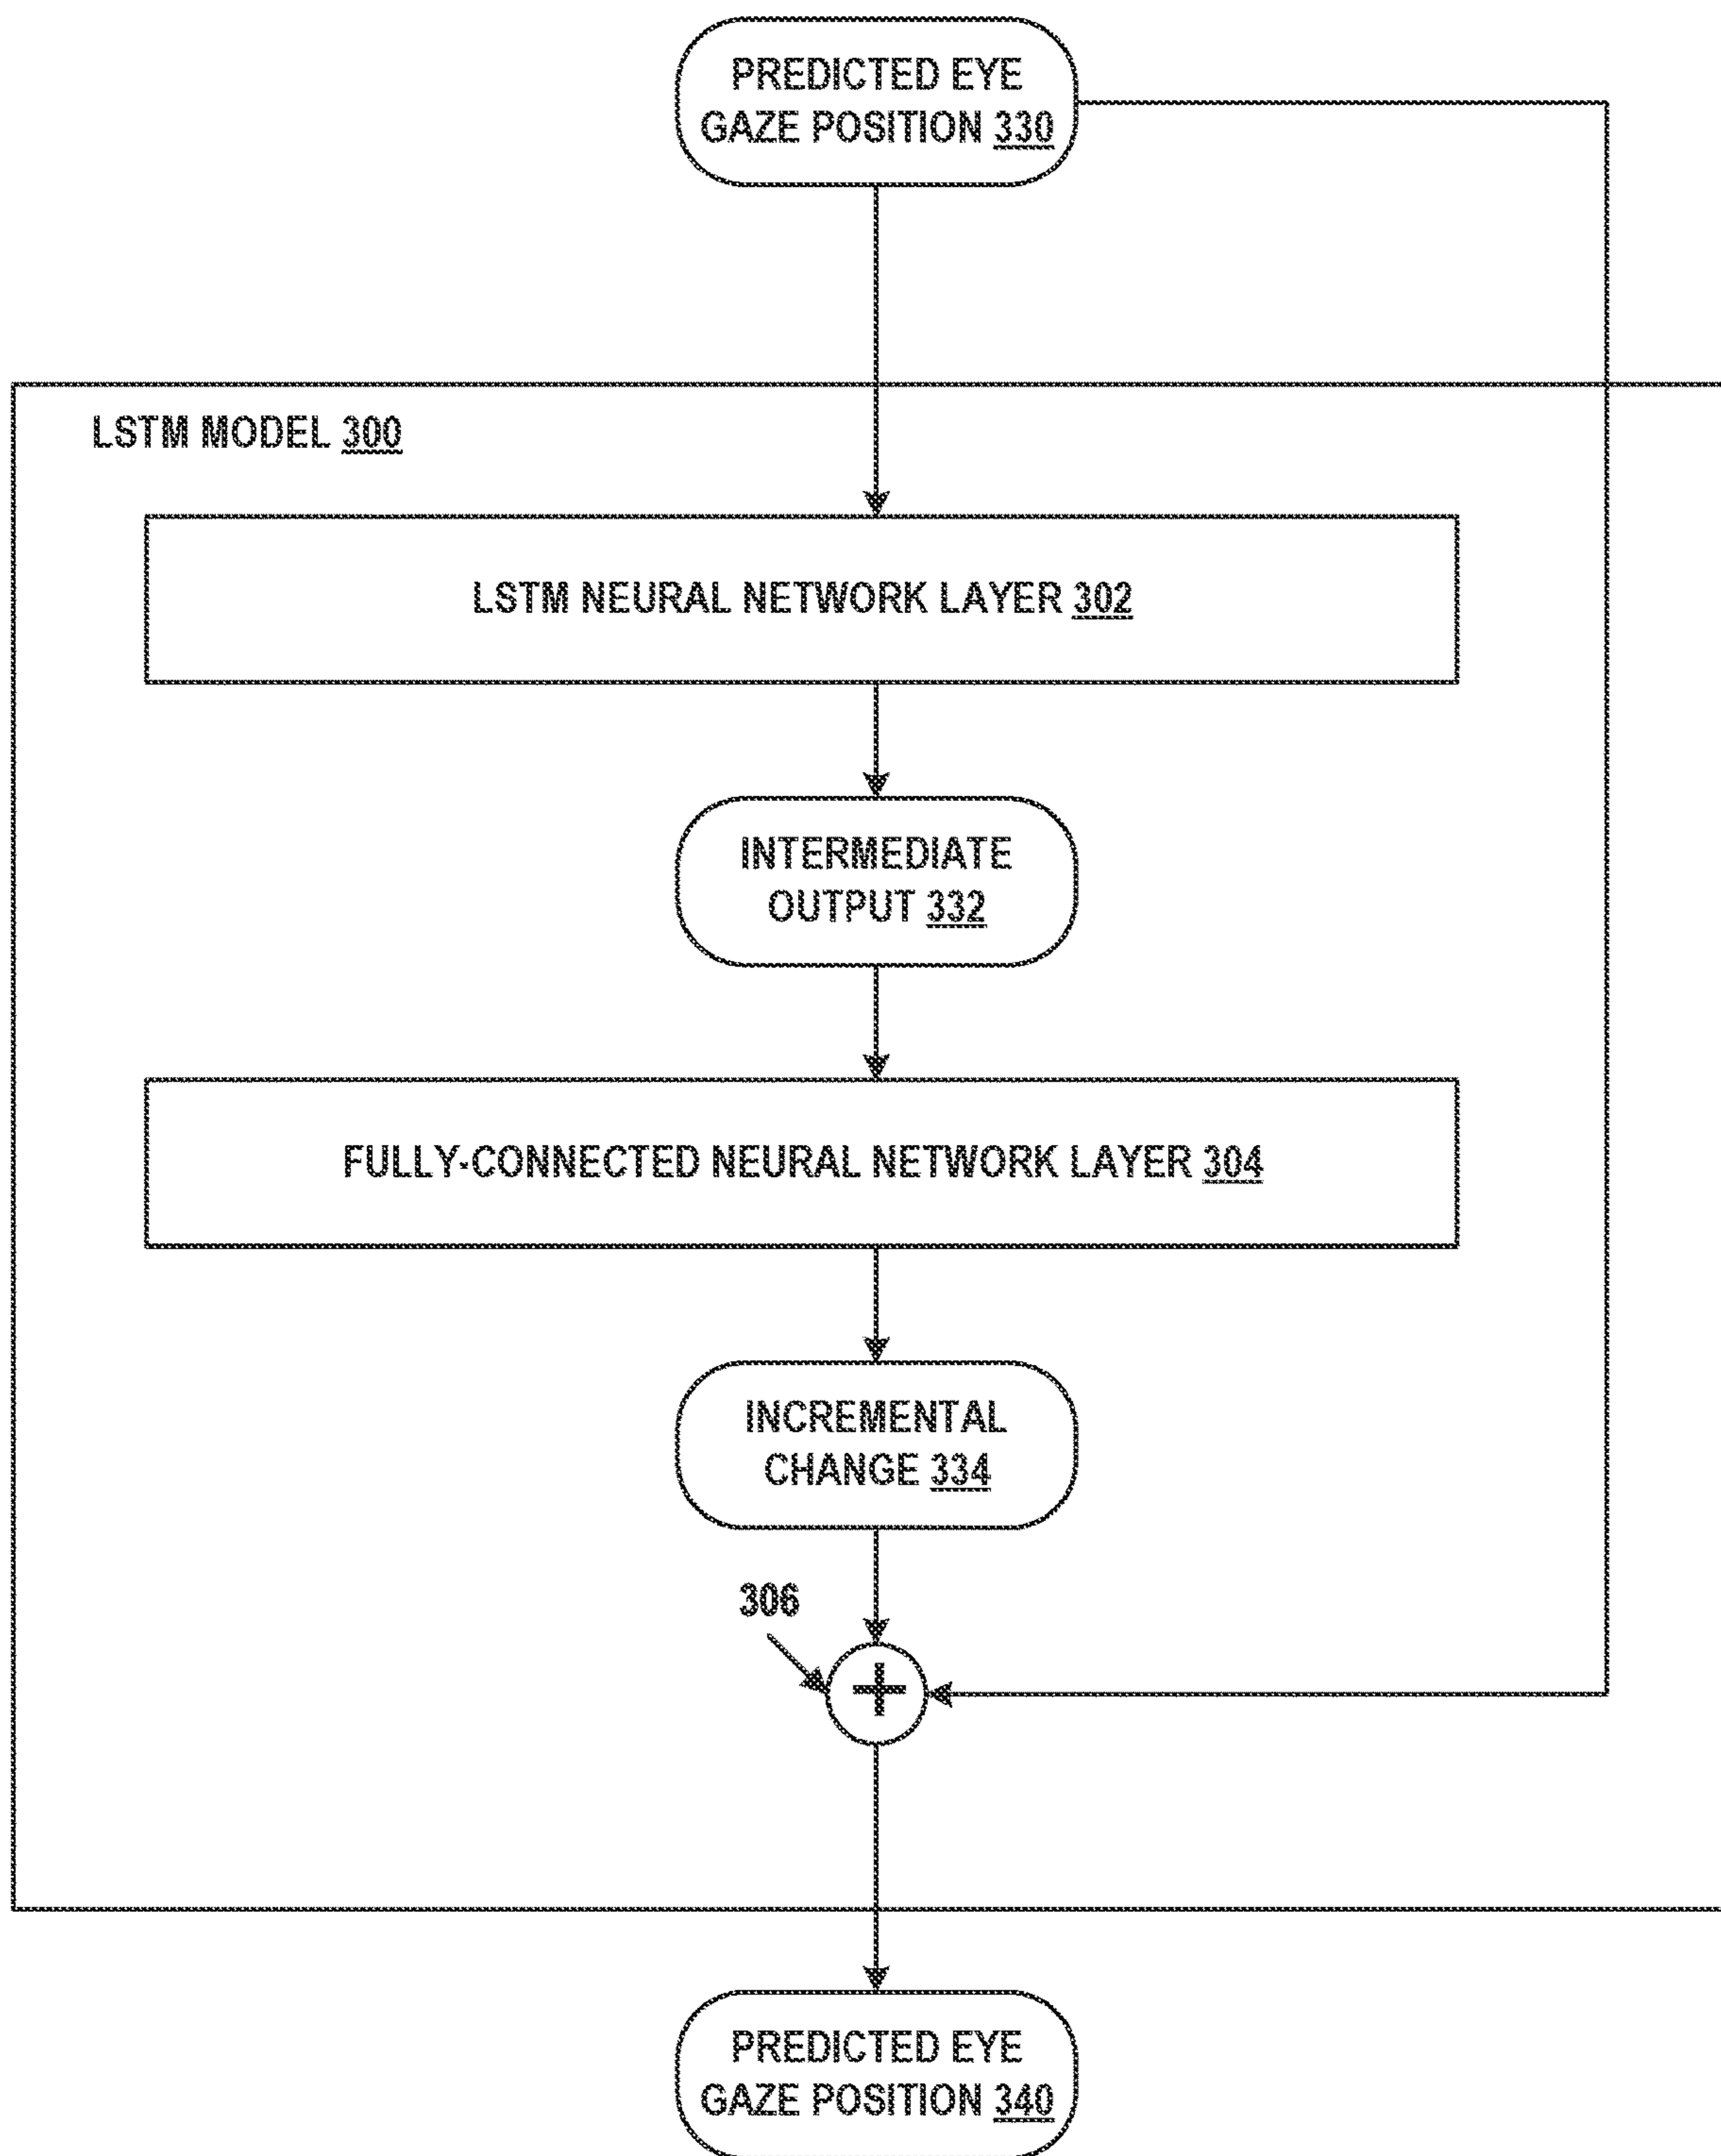 PREDICTED EYE
GAZE POSITION 330
LSTM MODEL 300
LSTM NEURAL NETWORK LAYER 302
INTERMEDIATE
OUTPUT 332
FULLY-CONNECTED NEURAL NETWORK LAYER 304
INCREMENTAL
CHANGE 334
306
+
PREDICTED EYE
GAZE POSITION 340